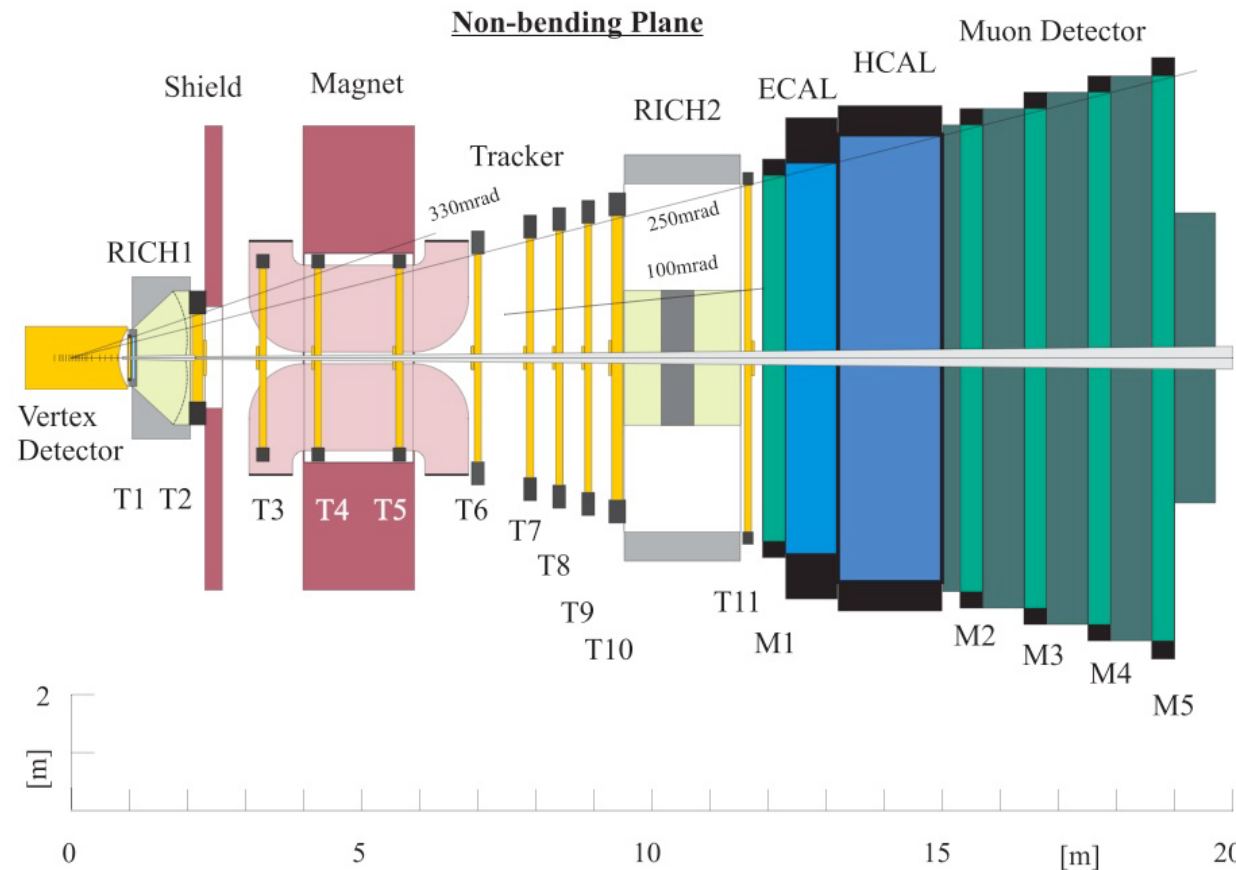 Non-bending Plane
Muon Detector
HCAL
ECAL
Shield
Magnet
RICH2
Tracker
330mrad
250mrad
100mrad
RICH1
Vertex
Detector
T1
T2
T3
T4
T5
T6
T7
T8
T9
T10
T11
M1
M2
M3
M4
M5
2
[m]
0
5
10
15
[m]
20